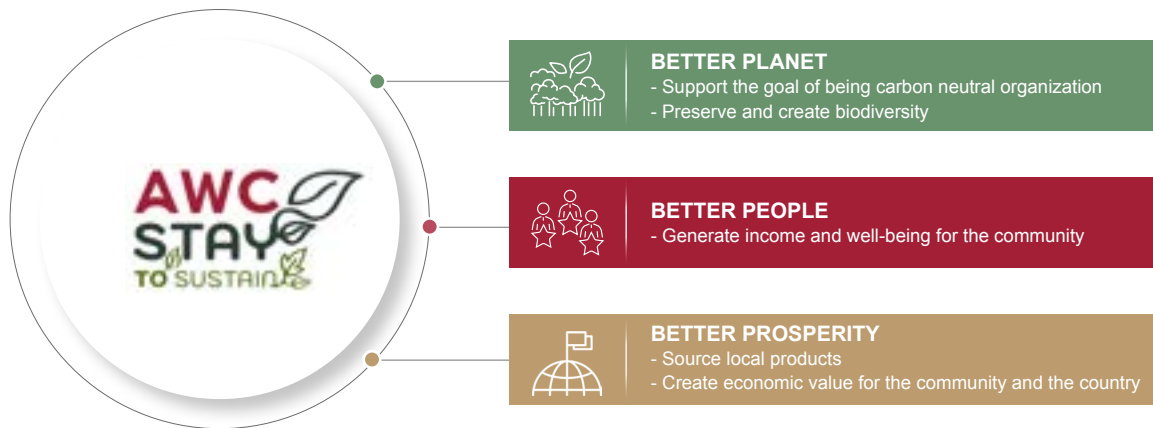 AWC
STAY
TO SUSTAIN
BETTER PLANET
- Support the goal of being carbon neutral organization
- Preserve and create biodiversity
BETTER PEOPLE
- Generate income and well-being for the community
BETTER PROSPERITY
- Source local products
- Create economic value for the community and the country